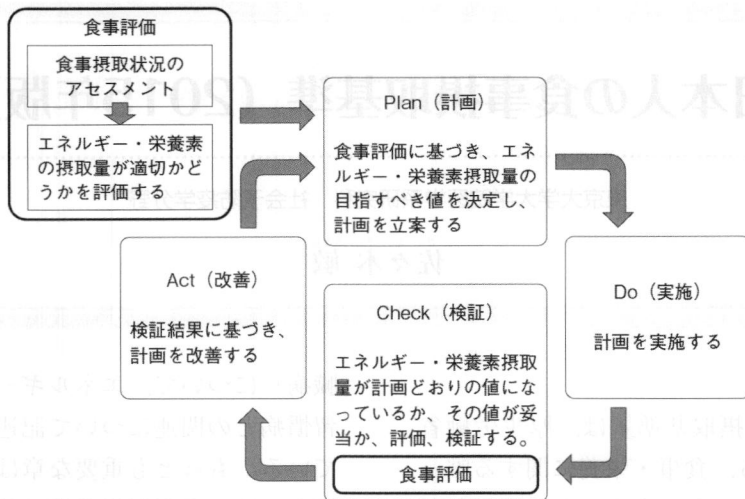 食事評価
食事摂取状況の
アセスメント
エネルギー・栄養素
の摂取量が適切かど
うかを評価する
Plan（計画）
食事評価に基づき、エネ
ルギー・栄養素摂取量の
目指すべき値を決定し、
計画を立案する
Do（実施）
計画を実施する
Check（検証）
エネルギー・栄養素摂取
量が計画どおりの値にな
っているか、その値が妥
当か、評価、検証する。
食事評価
Act（改善）
検証結果に基づき、
計画を改善する